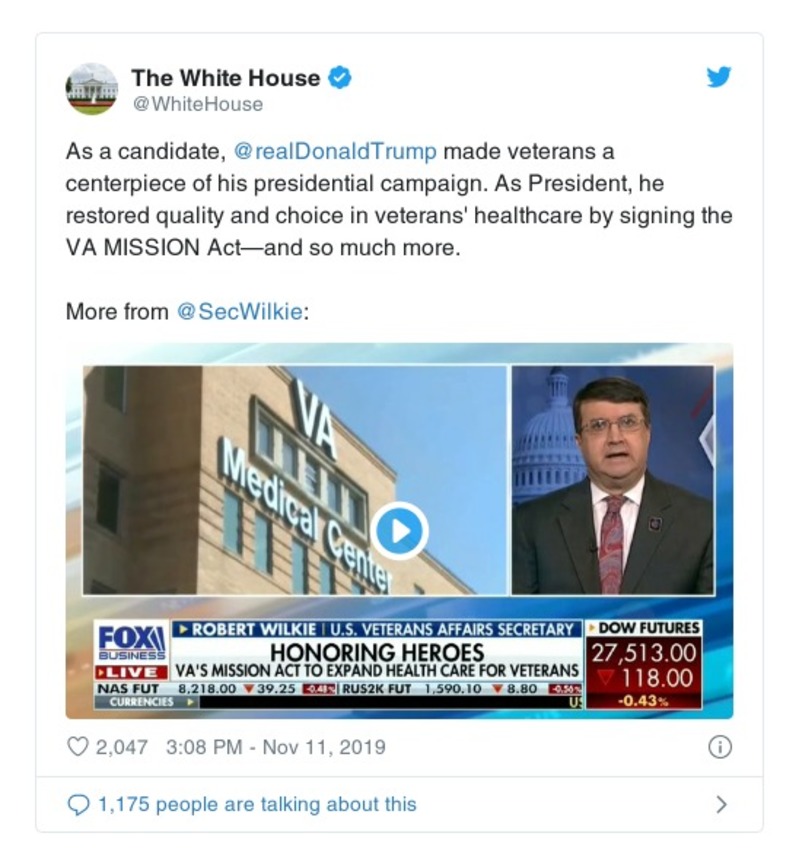 The White House
@WhiteHouse
As a candidate, @realDonaldTrump made veterans a
centerpiece of his presidential campaign. As President, he
restored quality and choice in veterans' healthcare by signing the
VA MISSION Act—and so much more.
More from @SecWilkie:
VA
Medical Center
FOX
BUSINESS
LIVE
ROBERT WILKIE | U.S. VETERANS AFFAIRS SECRETARY
HONORING HEROES
VA'S MISSION ACT TO EXPAND HEALTH CARE FOR VETERANS
DOW FUTURES
27,513.00
▼ 118.00
-0.43%
NAS FUT 8,218.00 ▼ 39.25 -0.48% RUS2K FUT 1,590.10 ▼ 8.80 -0.55%
CURRENCIES
2,047 3:08 PM - Nov 11, 2019
1,175 people are talking about this